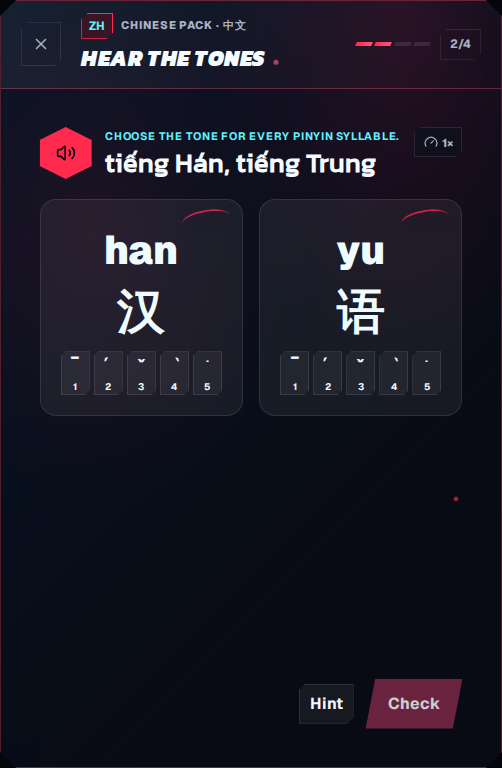 ZH CHINESE PACK · 中文
HEAR THE TONES
2/4
CHOOSE THE TONE FOR EVERY PINYIN SYLLABLE.
tiếng Hán, tiếng Trung
1×
han
汉
ˉ ˊ ˇ ˋ ·
1 2 3 4 5
yu
语
ˉ ˊ ˇ ˋ ·
1 2 3 4 5
Hint
Check